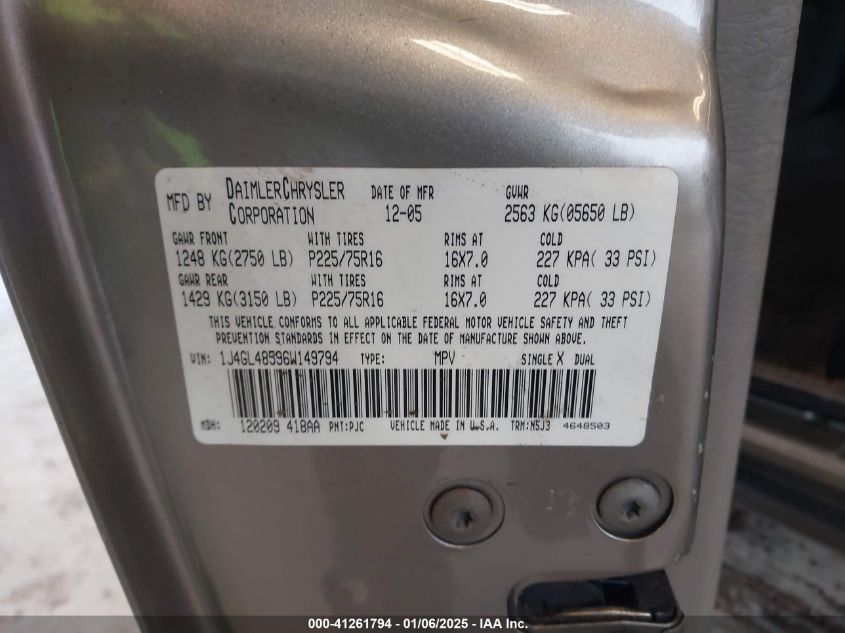 MFD BY DAIMLERCHRYSLER CORPORATION DATE OF MFR 12-05 GVWR 2563 KG(05650 LB)
GAWR FRONT WITH TIRES RIMS AT COLD
1248 KG(2750 LB) P225/75R16 16X7.0 227 KPA( 33 PSI)
GAWR REAR WITH TIRES RIMS AT COLD
1429 KG(3150 LB) P225/75R16 16X7.0 227 KPA( 33 PSI)
THIS VEHICLE CONFORMS TO ALL APPLICABLE FEDERAL MOTOR VEHICLE SAFETY AND THEFT
PREVENTION STANDARDS IN EFFECT ON THE DATE OF MANUFACTURE SHOWN ABOVE.
VIN: 1J4GL48596W149794 TYPE: MPV SINGLE X DUAL
MDH: 120209 418AA PNT:PJC VEHICLE MADE IN U.S.A. TRM:N5J3 4648503
000-41261794 - 01/06/2025 - IAA Inc.